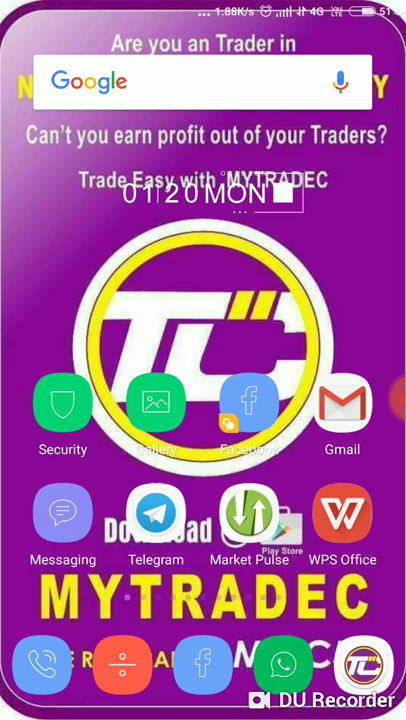 ... 1.88K/s 4G 51
Are you an Trader in
N Y
Google
Can't you earn profit out of your Traders?
Trade Easy with MYTRADEC
01 20 MON
TC
Security Gallery Facebook Gmail
Messaging Telegram Market Pulse WPS Office
Download
Play Store
MYTRADEC
TC
DU Recorder